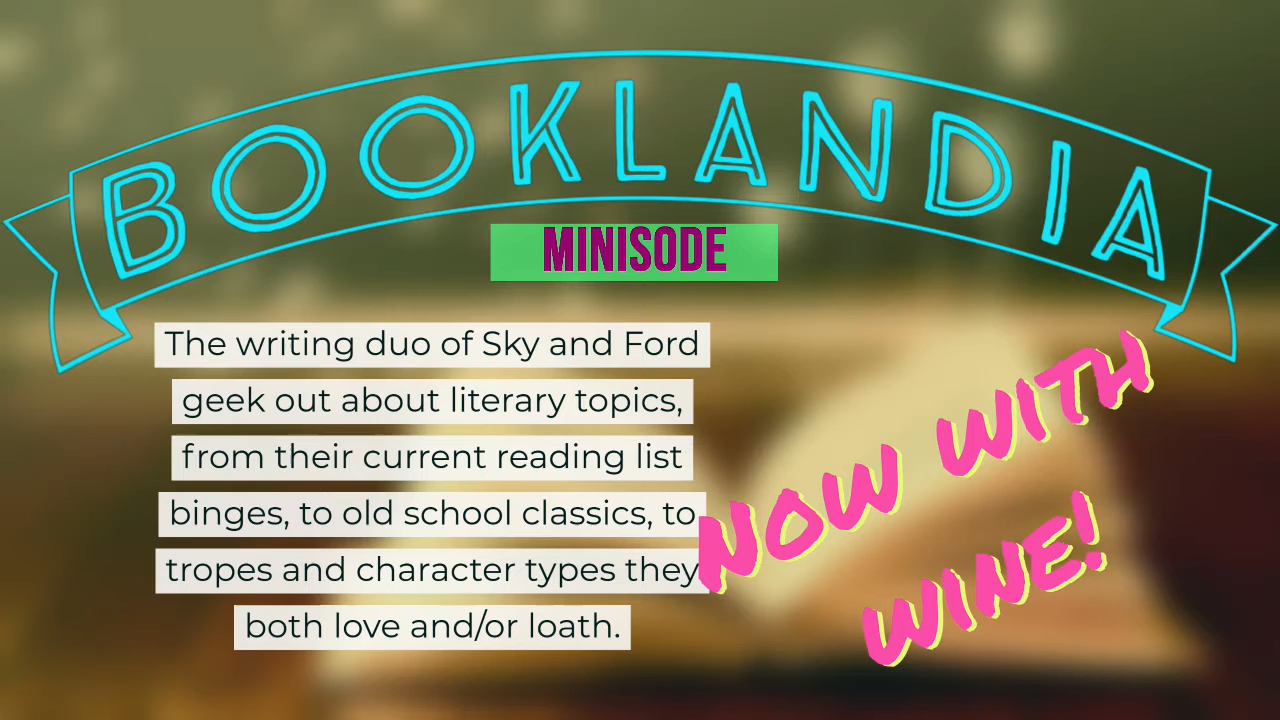 BOOKLANDIA
MINISODE
The writing duo of Sky and Ford
geek out about literary topics,
from their current reading list
binges, to old school classics, to
tropes and character types they
both love and/or loath.
NOW WITH
WINE!